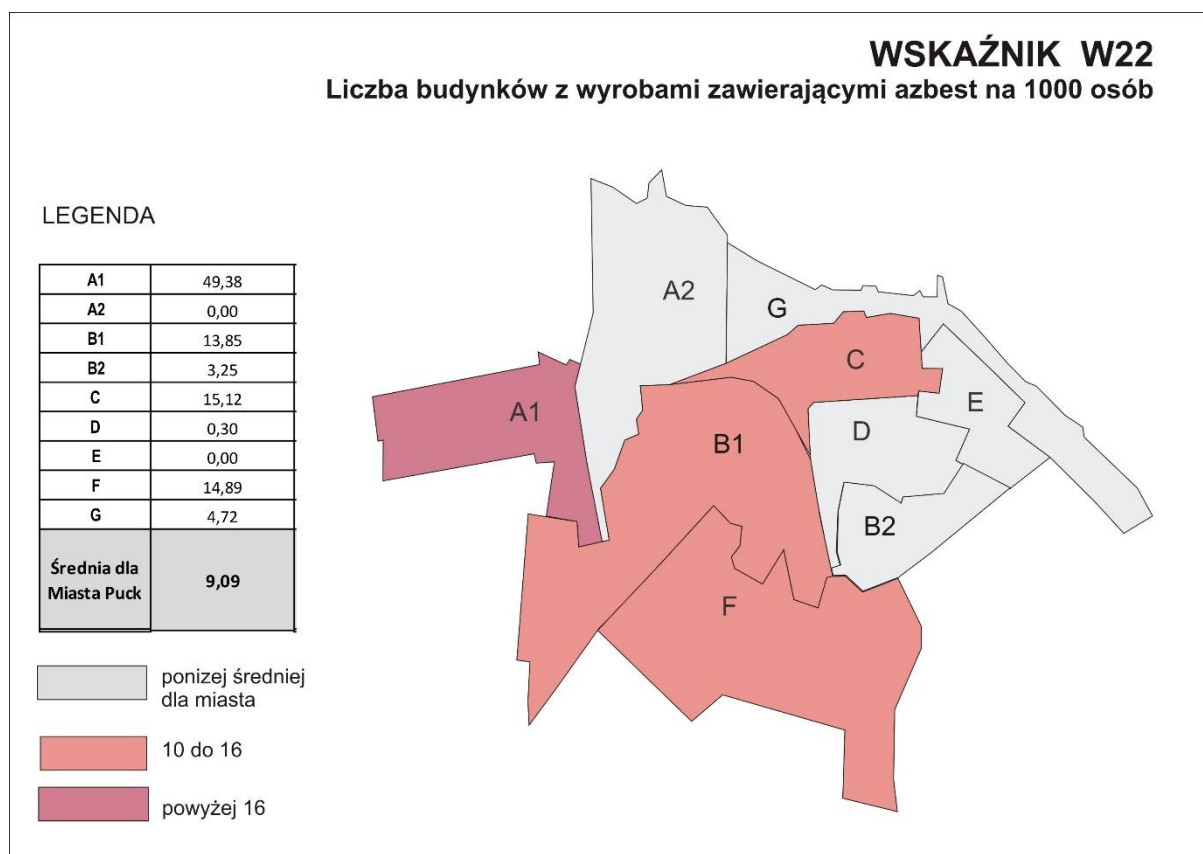 WSKAŹNIK W22
Liczba budynków z wyrobami zawierającymi azbest na 1000 osób
LEGENDA
A1 49,38
A2 0,00
B1 13,85
B2 3,25
C 15,12
D 0,30
E 0,00
F 14,89
G 4,72
Średnia dla
Miasta Puck
9,09
ponizej średniej
dla miasta
10 do 16
powyżej 16
A2
G
C
A1
E
B1
D
B2
F